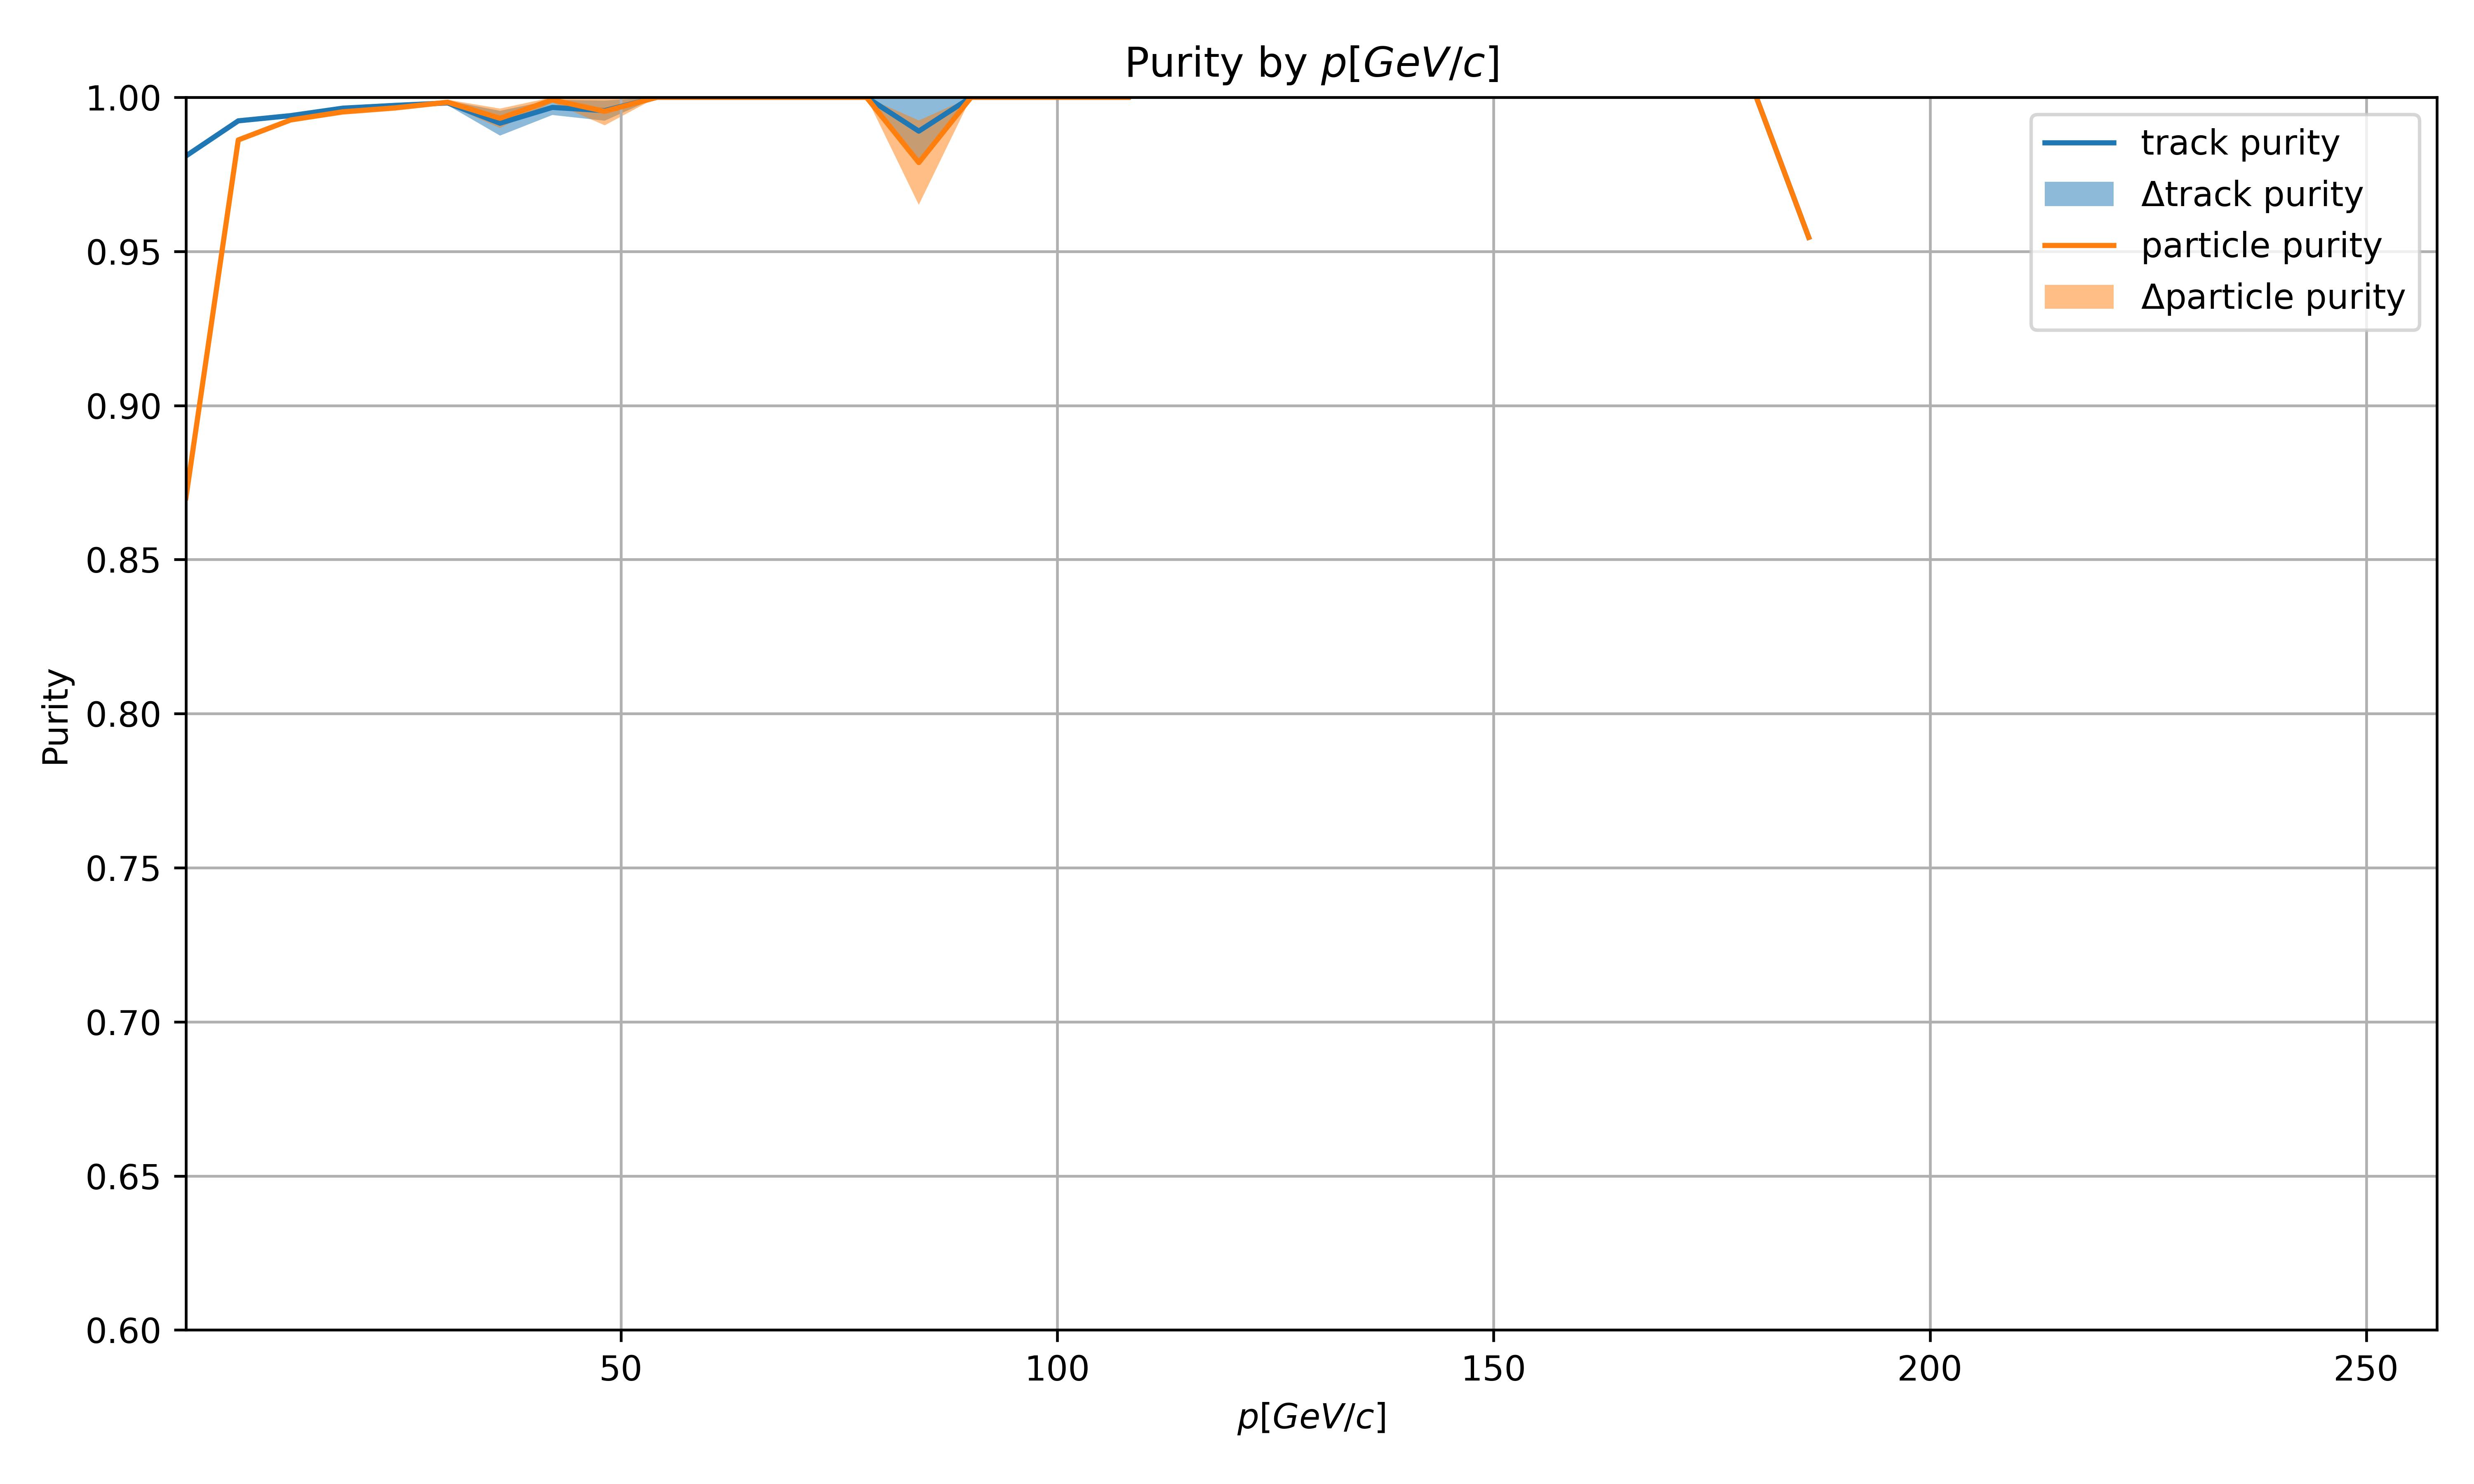 Purity by p[GeV/c]
1.00
0.95
0.90
0.85
0.80
0.75
0.70
0.65
0.60
Purity
track purity
Δtrack purity
particle purity
Δparticle purity
50 100 150 200 250
p[GeV/c]